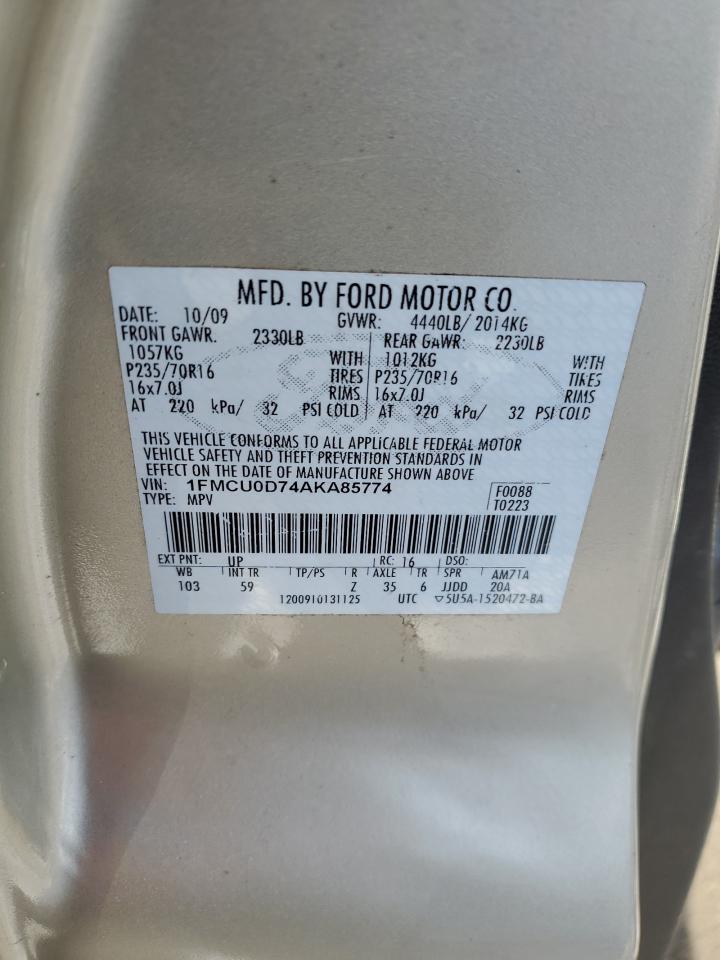 MFD. BY FORD MOTOR CO.
DATE: 10/09 GVWR: 4440LB/ 2014KG
FRONT GAWR. 2330LB REAR GAWR: 2230LB
1057KG WITH 1012KG WITH
P235/70R16 TIRES P235/70R16 TIRES
16x7.0J RIMS 16x7.0J RIMS
AT 220 kPa/ 32 PSI COLD AT 220 kPa/ 32 PSI COLD
THIS VEHICLE CONFORMS TO ALL APPLICABLE FEDERAL MOTOR
VEHICLE SAFETY AND THEFT PREVENTION STANDARDS IN
EFFECT ON THE DATE OF MANUFACTURE SHOWN ABOVE
VIN: 1FMCU0D74AKA85774 F0088
TYPE: MPV T0223
EXT PNT: UP RC: 16 DSO:
WB INT TR TP/PS R AXLE TR SPR AM71A
103 59 Z 35 6 JJDD 20A
1200910131125 UTC ▽5U5A-1520472-BA